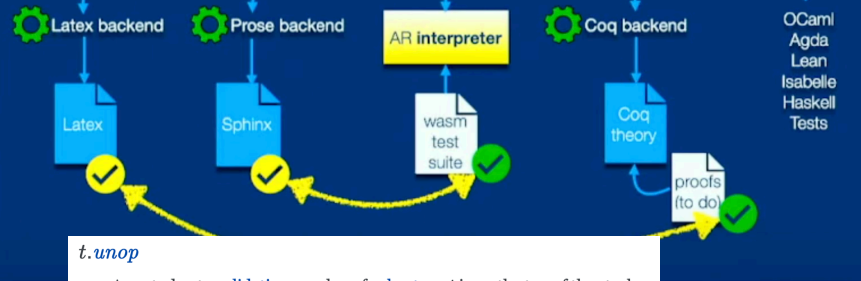 Latex backend
Prose backend
AR interpreter
Coq backend
OCaml
Agda
Lean
Isabelle
Haskell
Tests
Latex
Sphinx
wasm
test
suite
Coq
theory
proofs
(to do)
t.unop